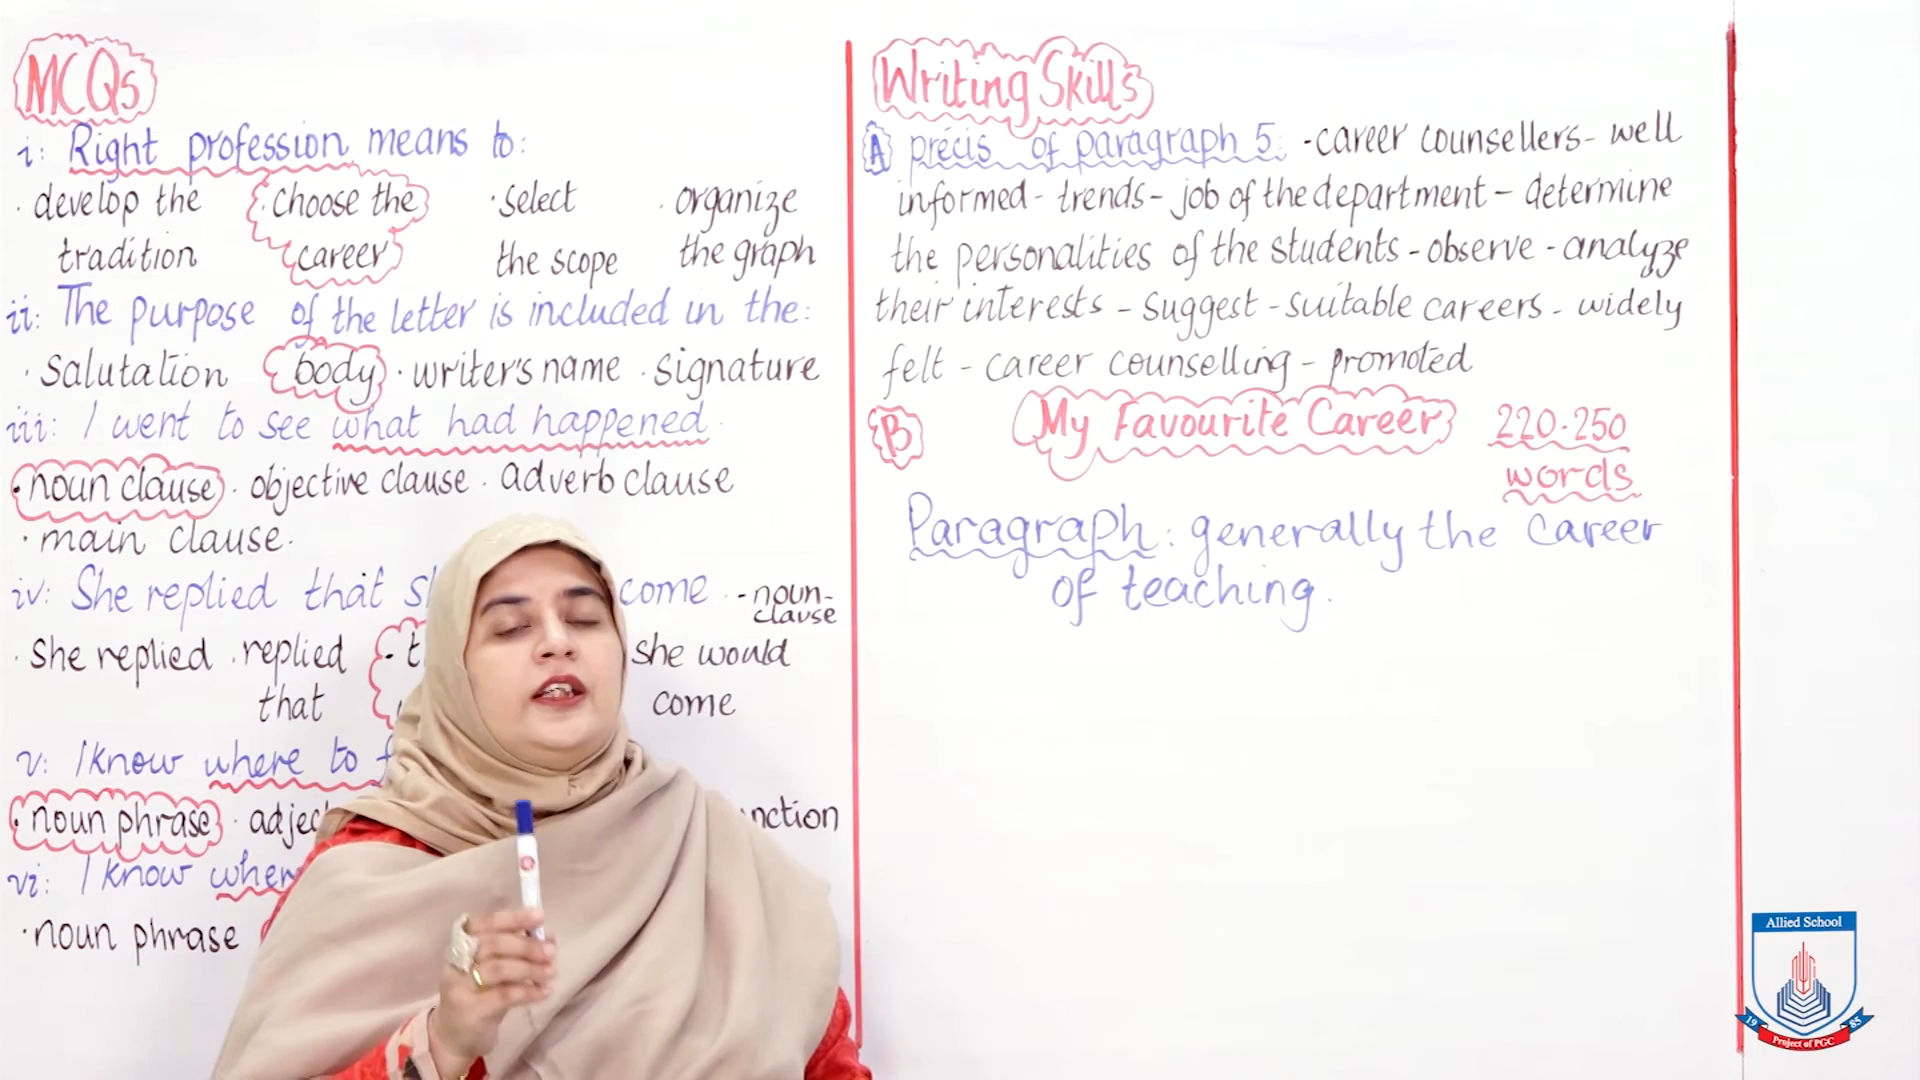 MCQs
i: Right profession means to:
· develop the tradition · choose the career · select the scope · organize the graph
ii: The purpose of the letter is included in the:
· Salutation · body · writer's name · signature
iii: I went to see what had happened.
· noun clause · objective clause · adverb clause
· main clause.
iv: She replied that come - noun-clause
· She replied · replied that she would come
v: I know where to
· noun phrase ·
vi: I know
· noun phrase
Writing Skills
A précis of paragraph 5: - career counsellers - well
informed - trends - job of the department - determine
the personalities of the students - observe - analyze
their interests - suggest - suitable careers - widely
felt - career counselling - promoted
B My Favourite Career 220-250
words
Paragraph: generally the career
of teaching.
Allied School
19 85
Project of PGC